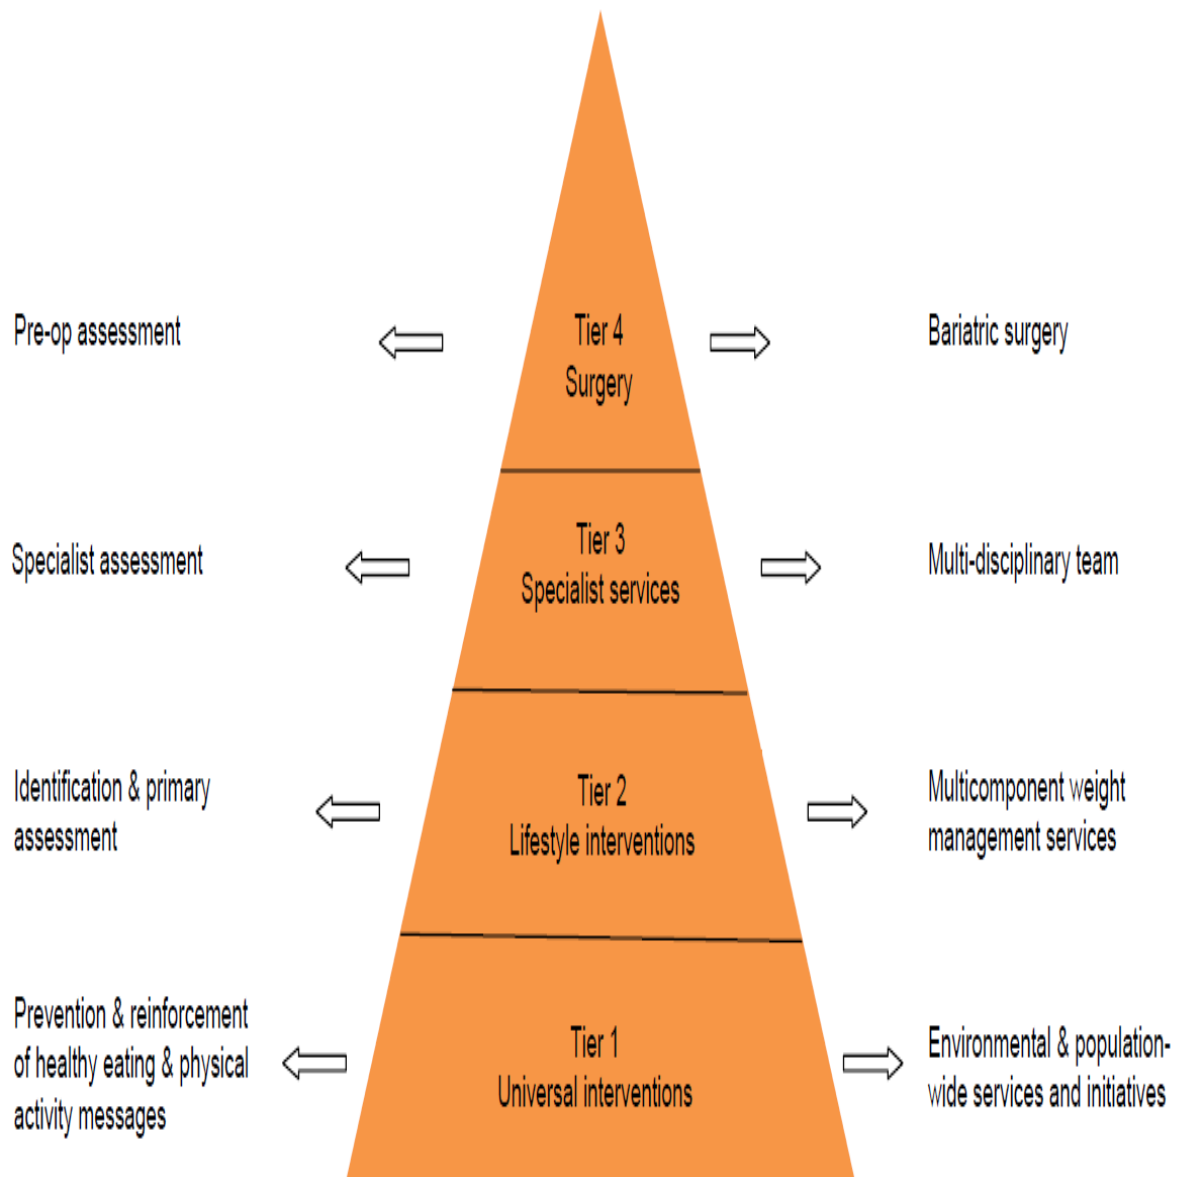 Pre-op assessment
Tier 4
Surgery
Bariatric surgery
Specialist assessment
Tier 3
Specialist services
Multi-disciplinary team
Identification & primary
assessment
Tier 2
Lifestyle interventions
Multicomponent weight
management services
Prevention & reinforcement
of healthy eating & physical
activity messages
Tier 1
Universal interventions
Environmental & population-
wide services and initiatives